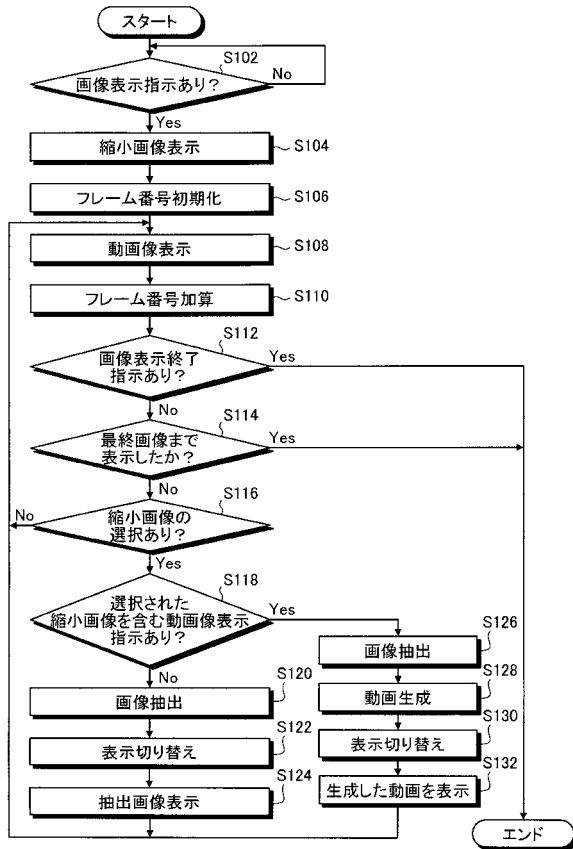 スタート
S102
画像表示指示あり?
No
Yes
縮小画像表示
S104
フレーム番号初期化
S106
動画像表示
S108
フレーム番号加算
S110
S112
画像表示終了
指示あり?
Yes
No
S114
最終画像まで
表示したか?
Yes
No
S116
縮小画像の
選択あり?
No
Yes
S118
選択された
縮小画像を含む動画像表示
指示あり?
Yes
No
S120
画像抽出
S122
表示切り替え
S124
抽出画像表示
S126
画像抽出
S128
動画生成
S130
表示切り替え
S132
生成した動画を表示
エンド